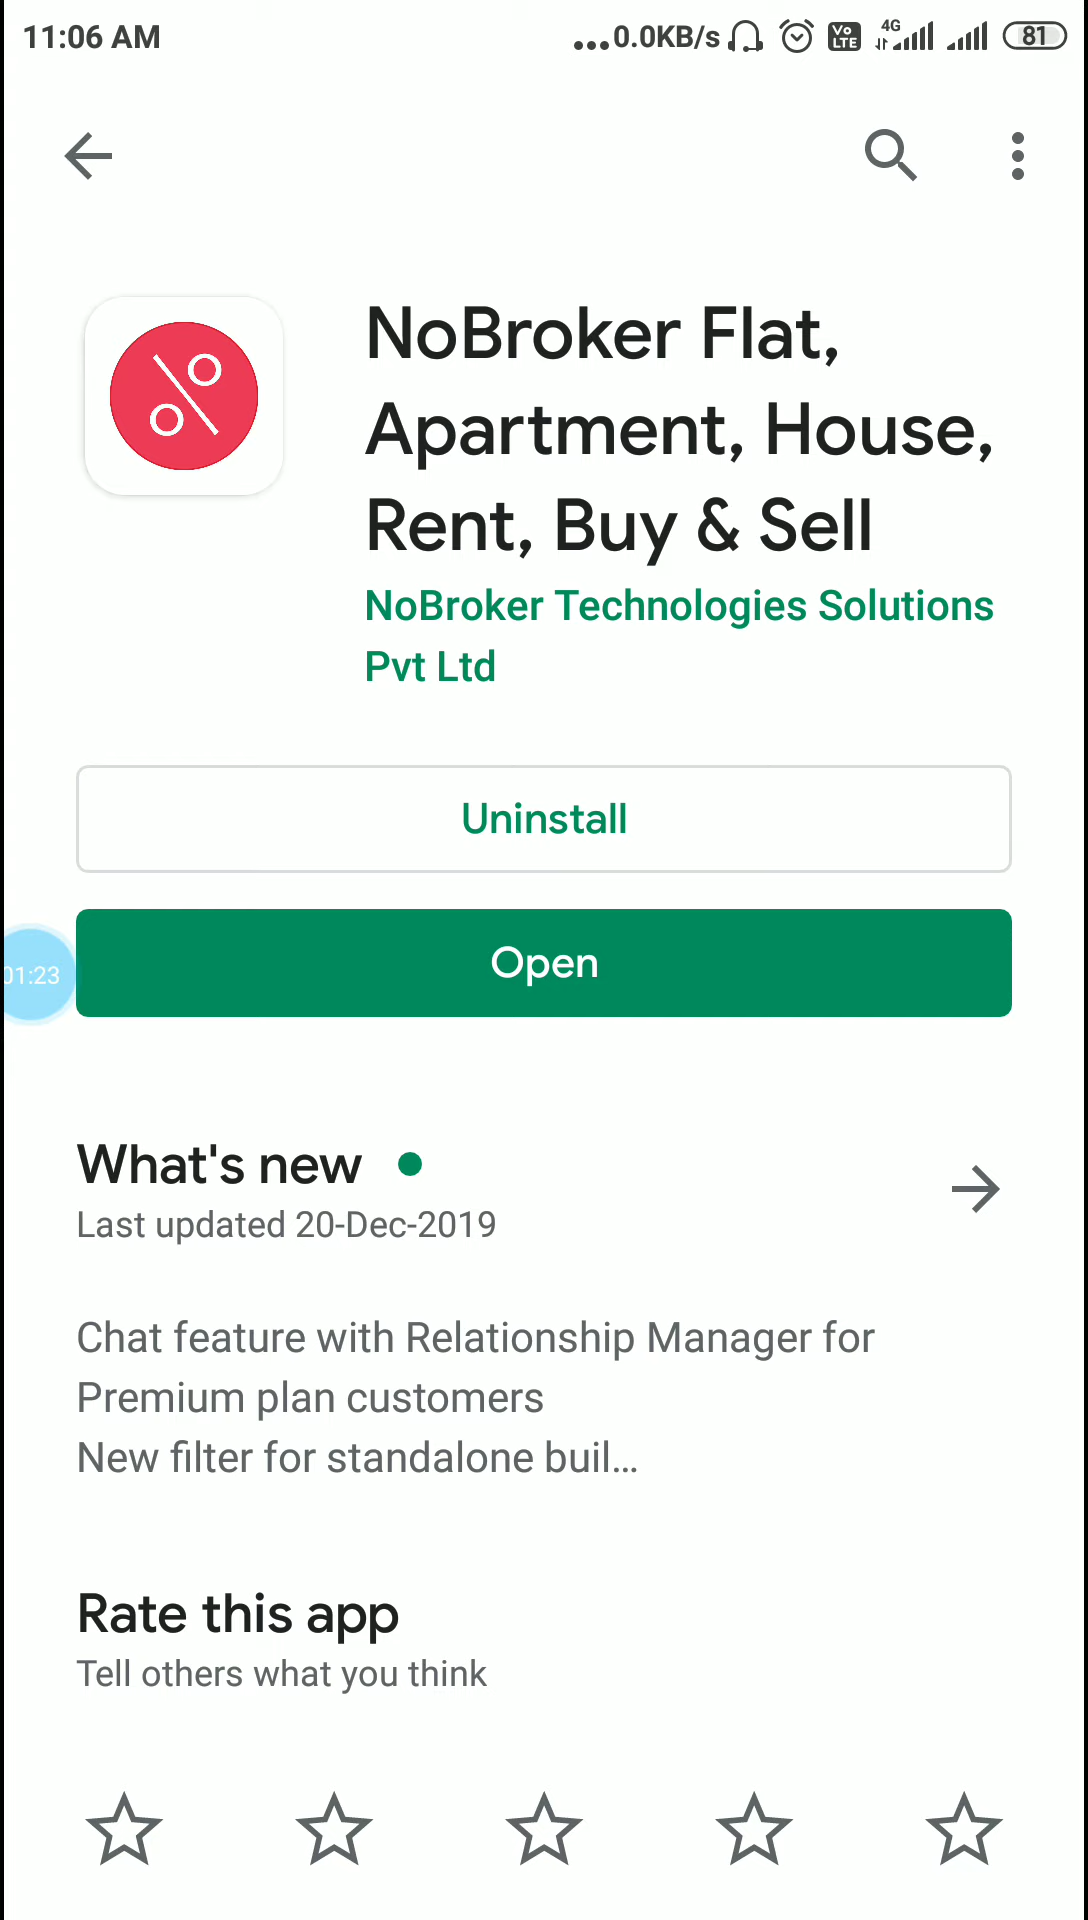 11:06 AM
...0.0KB/s
Vo
LTE
4G
81
NoBroker Flat,
Apartment, House,
Rent, Buy & Sell
NoBroker Technologies Solutions
Pvt Ltd
Uninstall
Open
01:23
What's new
Last updated 20-Dec-2019
Chat feature with Relationship Manager for
Premium plan customers
New filter for standalone buil...
Rate this app
Tell others what you think